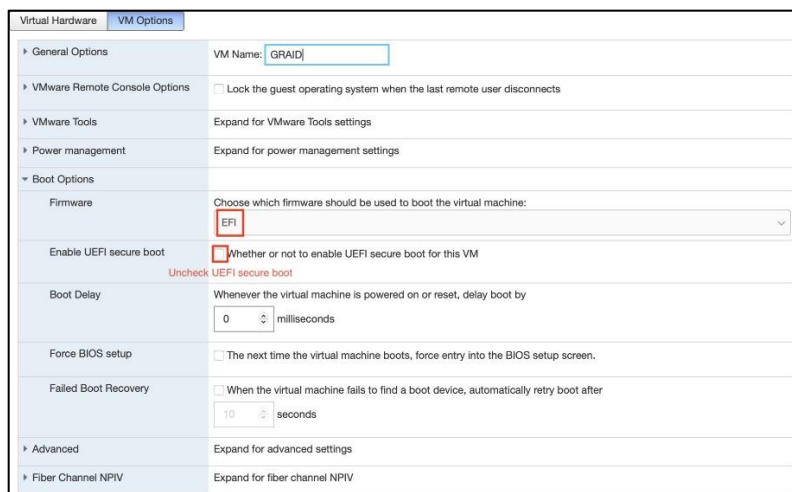 Virtual Hardware VM Options
General Options VM Name: GRAID
VMware Remote Console Options Lock the guest operating system when the last remote user disconnects
VMware Tools Expand for VMware Tools settings
Power management Expand for power management settings
Boot Options
Firmware Choose which firmware should be used to boot the virtual machine:
EFI
Enable UEFI secure boot Whether or not to enable UEFI secure boot for this VM
Uncheck UEFI secure boot
Boot Delay Whenever the virtual machine is powered on or reset, delay boot by
0 milliseconds
Force BIOS setup The next time the virtual machine boots, force entry into the BIOS setup screen.
Failed Boot Recovery When the virtual machine fails to find a boot device, automatically retry boot after
10 seconds
Advanced Expand for advanced settings
Fiber Channel NPIV Expand for fiber channel NPIV